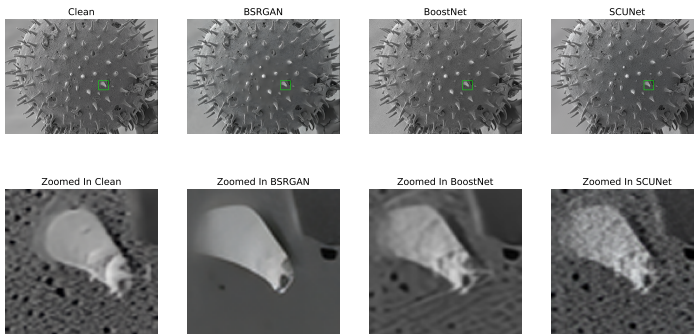 Clean
BSRGAN
BoostNet
SCUNet
Zoomed In Clean
Zoomed In BSRGAN
Zoomed In BoostNet
Zoomed In SCUNet